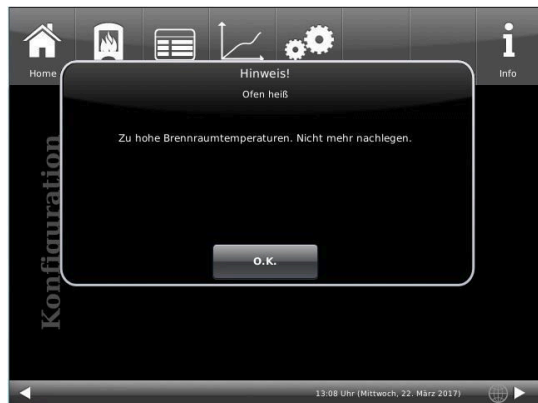 Home
Info
Hinweis!
Ofen heiß
Zu hohe Brennraumtemperaturen. Nicht mehr nachlegen.
O.K.
Konfiguration
13:08 Uhr (Mittwoch, 22. März 2017)